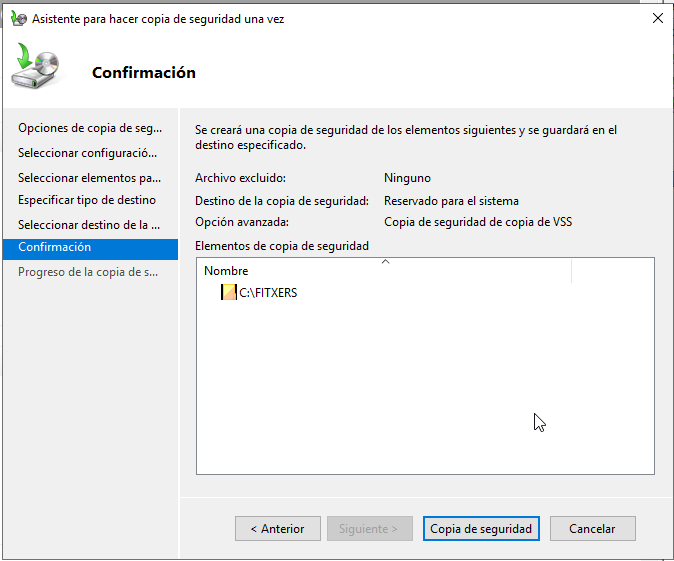 Asistente para hacer copia de seguridad una vez
Confirmación
Opciones de copia de seg...
Seleccionar configuració...
Seleccionar elementos pa...
Especificar tipo de destino
Seleccionar destino de la ...
Confirmación
Progreso de la copia de s...
Se creará una copia de seguridad de los elementos siguientes y se guardará en el
destino especificado.
Archivo excluido: Ninguno
Destino de la copia de seguridad: Reservado para el sistema
Opción avanzada: Copia de seguridad de copia de VSS
Elementos de copia de seguridad
Nombre
C:\FITXERS
< Anterior Siguiente > Copia de seguridad Cancelar